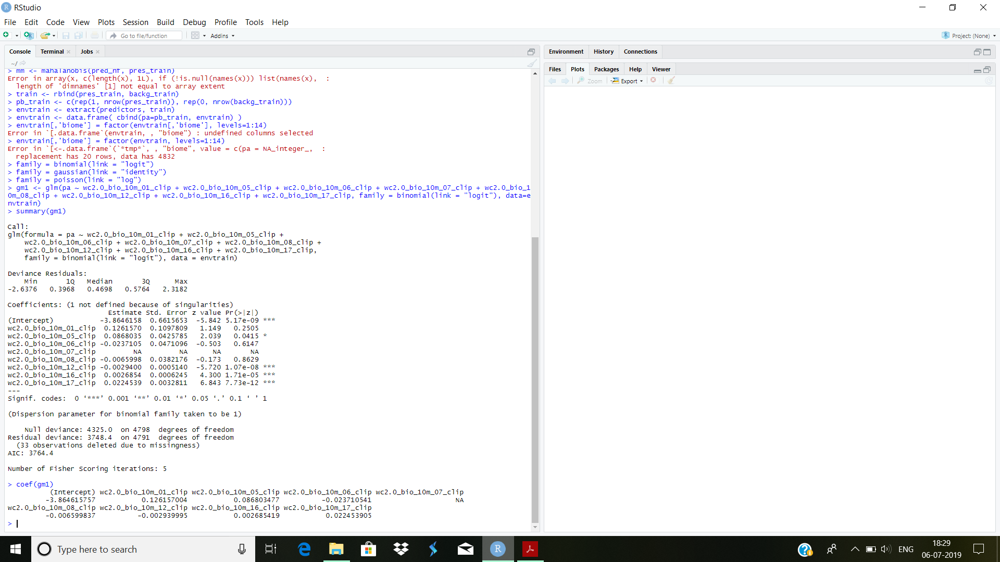 RStudio
File Edit Code View Plots Session Build Debug Profile Tools Help
Go to file/function Addins Project: (None)
Console Terminal Jobs
~/
> mm <- mahalanobis(pred_nf, pres_train)
Error in array(x, c(length(x), 1L), if (!is.null(names(x))) list(names(x),  :
  length of 'dimnames' [1] not equal to array extent
> train <- rbind(pres_train, backg_train)
> pb_train <- c(rep(1, nrow(pres_train)), rep(0, nrow(backg_train)))
> envtrain <- extract(predictors, train)
> envtrain <- data.frame( cbind(pa=pb_train, envtrain) )
> envtrain[,'biome'] = factor(envtrain[,'biome'], levels=1:14)
Error in `[.data.frame`(envtrain, , "biome") : undefined columns selected
> envtrain[,'biome'] = factor(envtrain, levels=1:14)
Error in `[<-.data.frame`(`*tmp*`, , "biome", value = c(pa = NA_integer_,  :
  replacement has 20 rows, data has 4832
> family = binomial(link = "logit")
> family = gaussian(link = "identity")
> family = poisson(link = "log")
> gm1 <- glm(pa ~ wc2.0_bio_10m_01_clip + wc2.0_bio_10m_05_clip + wc2.0_bio_10m_06_clip + wc2.0_bio_10m_07_clip + wc2.0_bio_1
0m_08_clip + wc2.0_bio_10m_12_clip + wc2.0_bio_10m_16_clip + wc2.0_bio_10m_17_clip, family = binomial(link = "logit"), data=e
nvtrain)
> summary(gm1)
Call:
glm(formula = pa ~ wc2.0_bio_10m_01_clip + wc2.0_bio_10m_05_clip +
    wc2.0_bio_10m_06_clip + wc2.0_bio_10m_07_clip + wc2.0_bio_10m_08_clip +
    wc2.0_bio_10m_12_clip + wc2.0_bio_10m_16_clip + wc2.0_bio_10m_17_clip,
    family = binomial(link = "logit"), data = envtrain)
Deviance Residuals:
    Min       1Q   Median       3Q      Max
-2.6376   0.3968   0.4698   0.5764   2.3182
Coefficients: (1 not defined because of singularities)
                        Estimate Std. Error z value Pr(>|z|)
(Intercept)           -3.8646158  0.6615653  -5.842 5.17e-09 ***
wc2.0_bio_10m_01_clip  0.1261570  0.1097809   1.149   0.2505
wc2.0_bio_10m_05_clip  0.0868035  0.0425785   2.039   0.0415 *
wc2.0_bio_10m_06_clip -0.0237105  0.0471096  -0.503   0.6147
wc2.0_bio_10m_07_clip         NA         NA      NA       NA
wc2.0_bio_10m_08_clip -0.0065998  0.0382176  -0.173   0.8629
wc2.0_bio_10m_12_clip -0.0029400  0.0005140  -5.720 1.07e-08 ***
wc2.0_bio_10m_16_clip  0.0026854  0.0006245   4.300 1.71e-05 ***
wc2.0_bio_10m_17_clip  0.0224539  0.0032811   6.843 7.73e-12 ***
---
Signif. codes:  0 ‘***’ 0.001 ‘**’ 0.01 ‘*’ 0.05 ‘.’ 0.1 ‘ ’ 1
(Dispersion parameter for binomial family taken to be 1)
    Null deviance: 4325.0  on 4798  degrees of freedom
Residual deviance: 3748.4  on 4791  degrees of freedom
  (33 observations deleted due to missingness)
AIC: 3764.4
Number of Fisher Scoring iterations: 5
> coef(gm1)
          (Intercept) wc2.0_bio_10m_01_clip wc2.0_bio_10m_05_clip wc2.0_bio_10m_06_clip wc2.0_bio_10m_07_clip
         -3.864615757           0.126157004           0.086803477          -0.023710541                    NA
wc2.0_bio_10m_08_clip wc2.0_bio_10m_12_clip wc2.0_bio_10m_16_clip wc2.0_bio_10m_17_clip
         -0.006599837          -0.002939995           0.002685419           0.022453905
>
Environment History Connections
Files Plots Packages Help Viewer
Zoom Export
Type here to search
ENG
18:29
06-07-2019